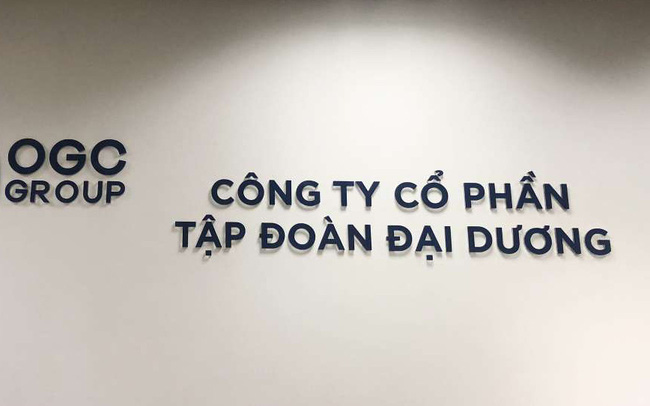 OGC
GROUP
CÔNG TY CỔ PHẦN
TẬP ĐOÀN ĐẠI DƯƠNG